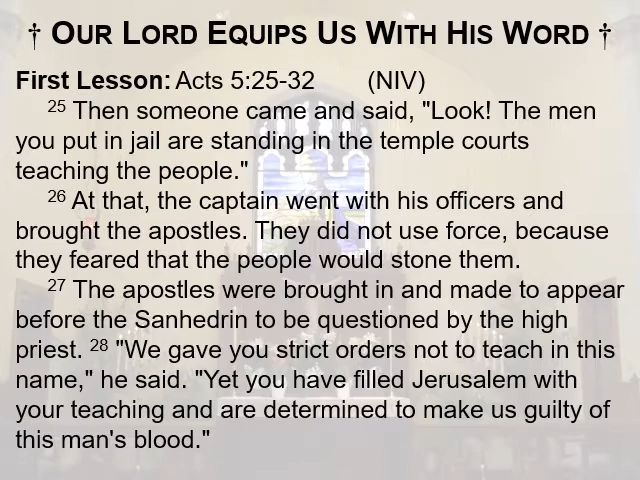 † OUR LORD EQUIPS US WITH HIS WORD †
First Lesson: Acts 5:25-32 (NIV)
25 Then someone came and said, "Look! The men
you put in jail are standing in the temple courts
teaching the people."
26 At that, the captain went with his officers and
brought the apostles. They did not use force, because
they feared that the people would stone them.
27 The apostles were brought in and made to appear
before the Sanhedrin to be questioned by the high
priest. 28 "We gave you strict orders not to teach in this
name," he said. "Yet you have filled Jerusalem with
your teaching and are determined to make us guilty of
this man's blood."